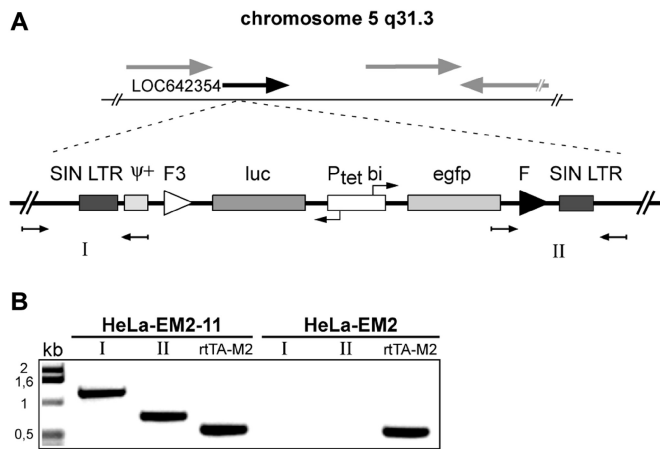 A
chromosome 5 q31.3
LOC642354
SIN LTR ψ+ F3 luc Ptet bi egfp F SIN LTR
I II
B
HeLa-EM2-11 HeLa-EM2
kb I II rtTA-M2 I II rtTA-M2
2
1,6
1
0,5